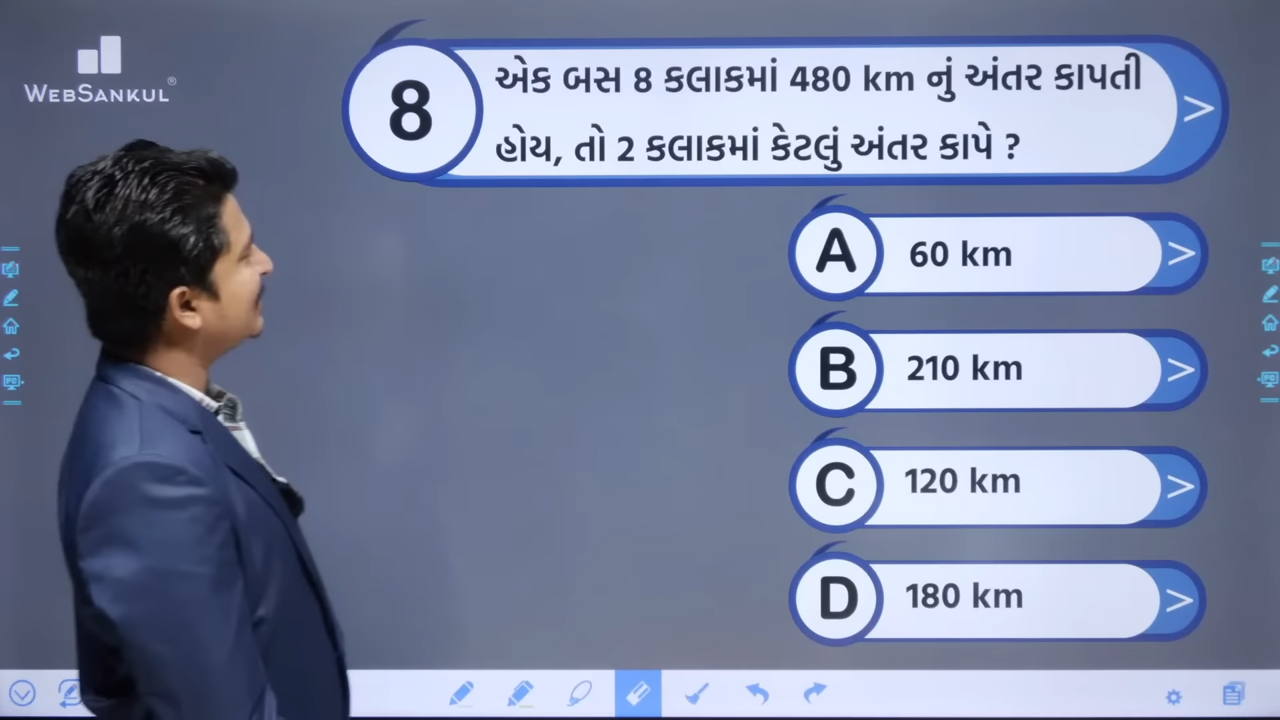 WEBSANKUL®
8
એક બસ 8 કલાકમાં 480 km નું અંતર કાપતી
હોય, તો 2 કલાકમાં કેટલું અંતર કાપે ?
A 60 km
B 210 km
C 120 km
D 180 km